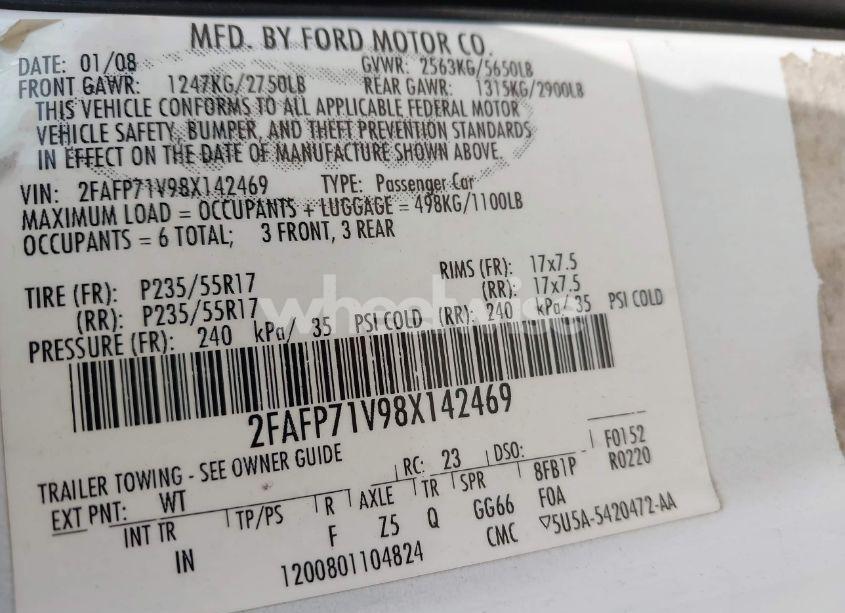 MFD. BY FORD MOTOR CO.
DATE: 01/08 GVWR: 2563KG/5650LB
FRONT GAWR: 1247KG/2750LB REAR GAWR: 1315KG/2900LB
THIS VEHICLE CONFORMS TO ALL APPLICABLE FEDERAL MOTOR
VEHICLE SAFETY, BUMPER, AND THEFT PREVENTION STANDARDS
IN EFFECT ON THE DATE OF MANUFACTURE SHOWN ABOVE.
VIN: 2FAFP71V98X142469 TYPE: Passenger Car
MAXIMUM LOAD = OCCUPANTS + LUGGAGE = 498KG/1100LB
OCCUPANTS = 6 TOTAL; 3 FRONT, 3 REAR
TIRE (FR): P235/55R17 RIMS (FR): 17x7.5
(RR): P235/55R17 (RR): 17x7.5
PRESSURE (FR): 240 kPa/ 35 PSI COLD (RR): 240 kPa/ 35 PSI COLD
wheelwise
2FAFP71V98X142469
TRAILER TOWING - SEE OWNER GUIDE RC: 23 DSO: F0152
EXT PNT: WT 8FB1P R0220
INT TR TP/PS R AXLE TR SPR F0A
IN F Z5 Q GG66 ▽5U5A-5420472-AA
1200801104824 CMC